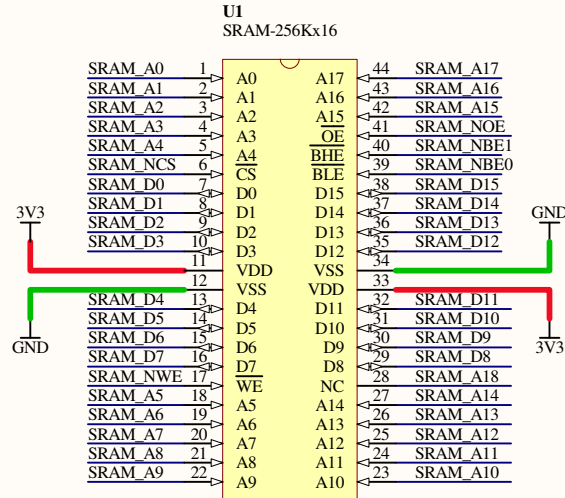 U1
SRAM-256Kx16
SRAM_A0 1 A0 A17 44 SRAM_A17
SRAM_A1 2 A1 A16 43 SRAM_A16
SRAM_A2 3 A2 A15 42 SRAM_A15
SRAM_A3 4 A3 OE 41 SRAM_NOE
SRAM_A4 5 A4 BHE 40 SRAM_NBE1
SRAM_NCS 6 CS BLE 39 SRAM_NBE0
SRAM_D0 7 D0 D15 38 SRAM_D15
SRAM_D1 8 D1 D14 37 SRAM_D14
3V3 SRAM_D2 9 D2 D13 36 SRAM_D13 GND
SRAM_D3 10 D3 D12 35 SRAM_D12
11 VDD VSS 34
12 VSS VDD 33
SRAM_D4 13 D4 D11 32 SRAM_D11
SRAM_D5 14 D5 D10 31 SRAM_D10
GND SRAM_D6 15 D6 D9 30 SRAM_D9 3V3
SRAM_D7 16 D7 D8 29 SRAM_D8
SRAM_NWE 17 WE NC 28 SRAM_A18
SRAM_A5 18 A5 A14 27 SRAM_A14
SRAM_A6 19 A6 A13 26 SRAM_A13
SRAM_A7 20 A7 A12 25 SRAM_A12
SRAM_A8 21 A8 A11 24 SRAM_A11
SRAM_A9 22 A9 A10 23 SRAM_A10